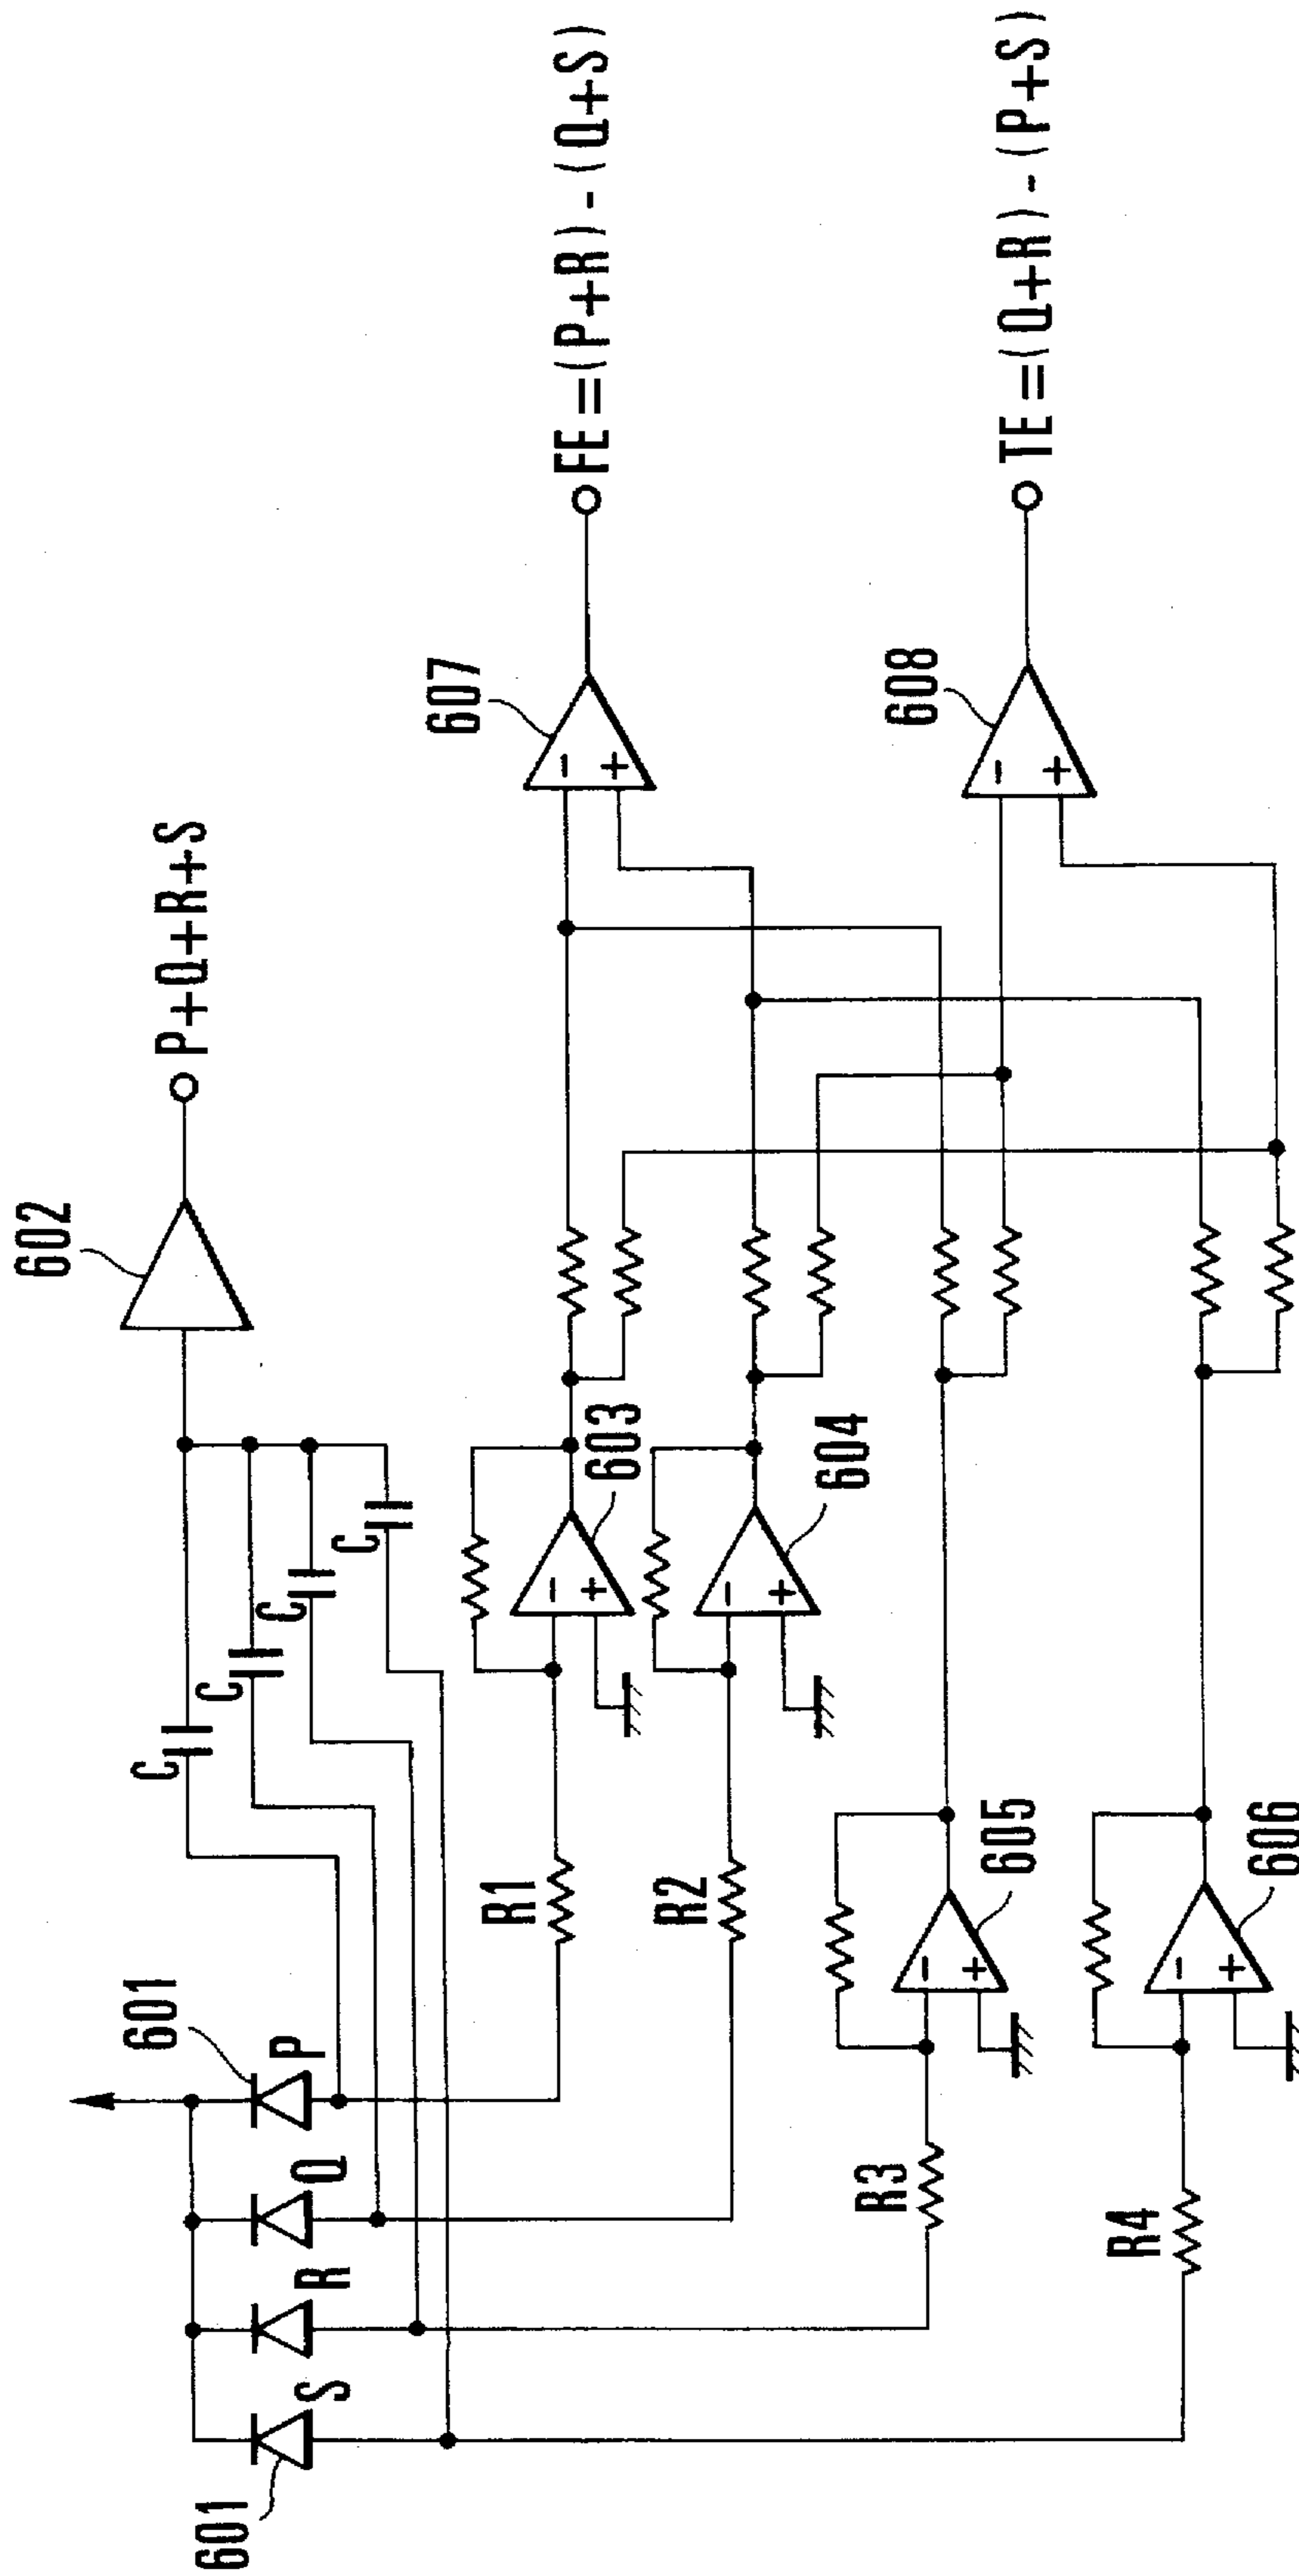 602
P+Q+R+S
601
P
Q
R
S
601
C
C
C
C
R1
-
+
603
607
-
+
FE=(P+R)-(Q+S)
R2
-
+
604
R3
-
+
605
608
-
+
TE=(Q+R)-(P+S)
R4
-
+
606